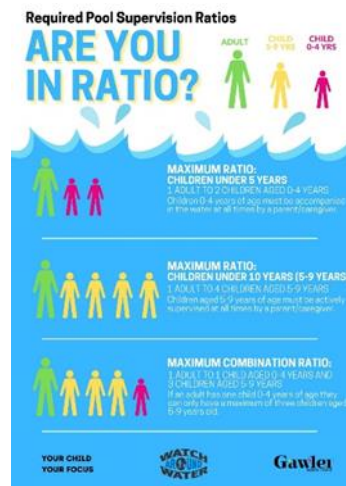 Required Pool Supervision Ratios
ARE YOU
IN RATIO?
ADULT
CHILD
5-9 YRS
CHILD
0-4 YRS
MAXIMUM RATIO:
CHILDREN UNDER 5 YEARS
1 ADULT TO 2 CHILDREN AGED 0-4 YEARS
Children 0-4 years of age must be accompanied
in the water at all times by a parent/caregiver.
MAXIMUM RATIO:
CHILDREN UNDER 10 YEARS (5-9 YEARS
1 ADULT TO 4 CHILDREN AGED 5-9 YEARS
Children aged 5-9 years of age must be actively
supervised at all times by a parent/caregiver.
MAXIMUM COMBINATION RATIO:
1 ADULT TO 1 CHILD AGED 0-4 YEARS AND
3 CHILDREN AGED 5-9 YEARS
If an adult has one child 0-4 years of age they
can only have a maximum of three children aged
5-9 years old.
YOUR CHILD
YOUR FOCUS
WATCH
AROUND
WATER
Gawler